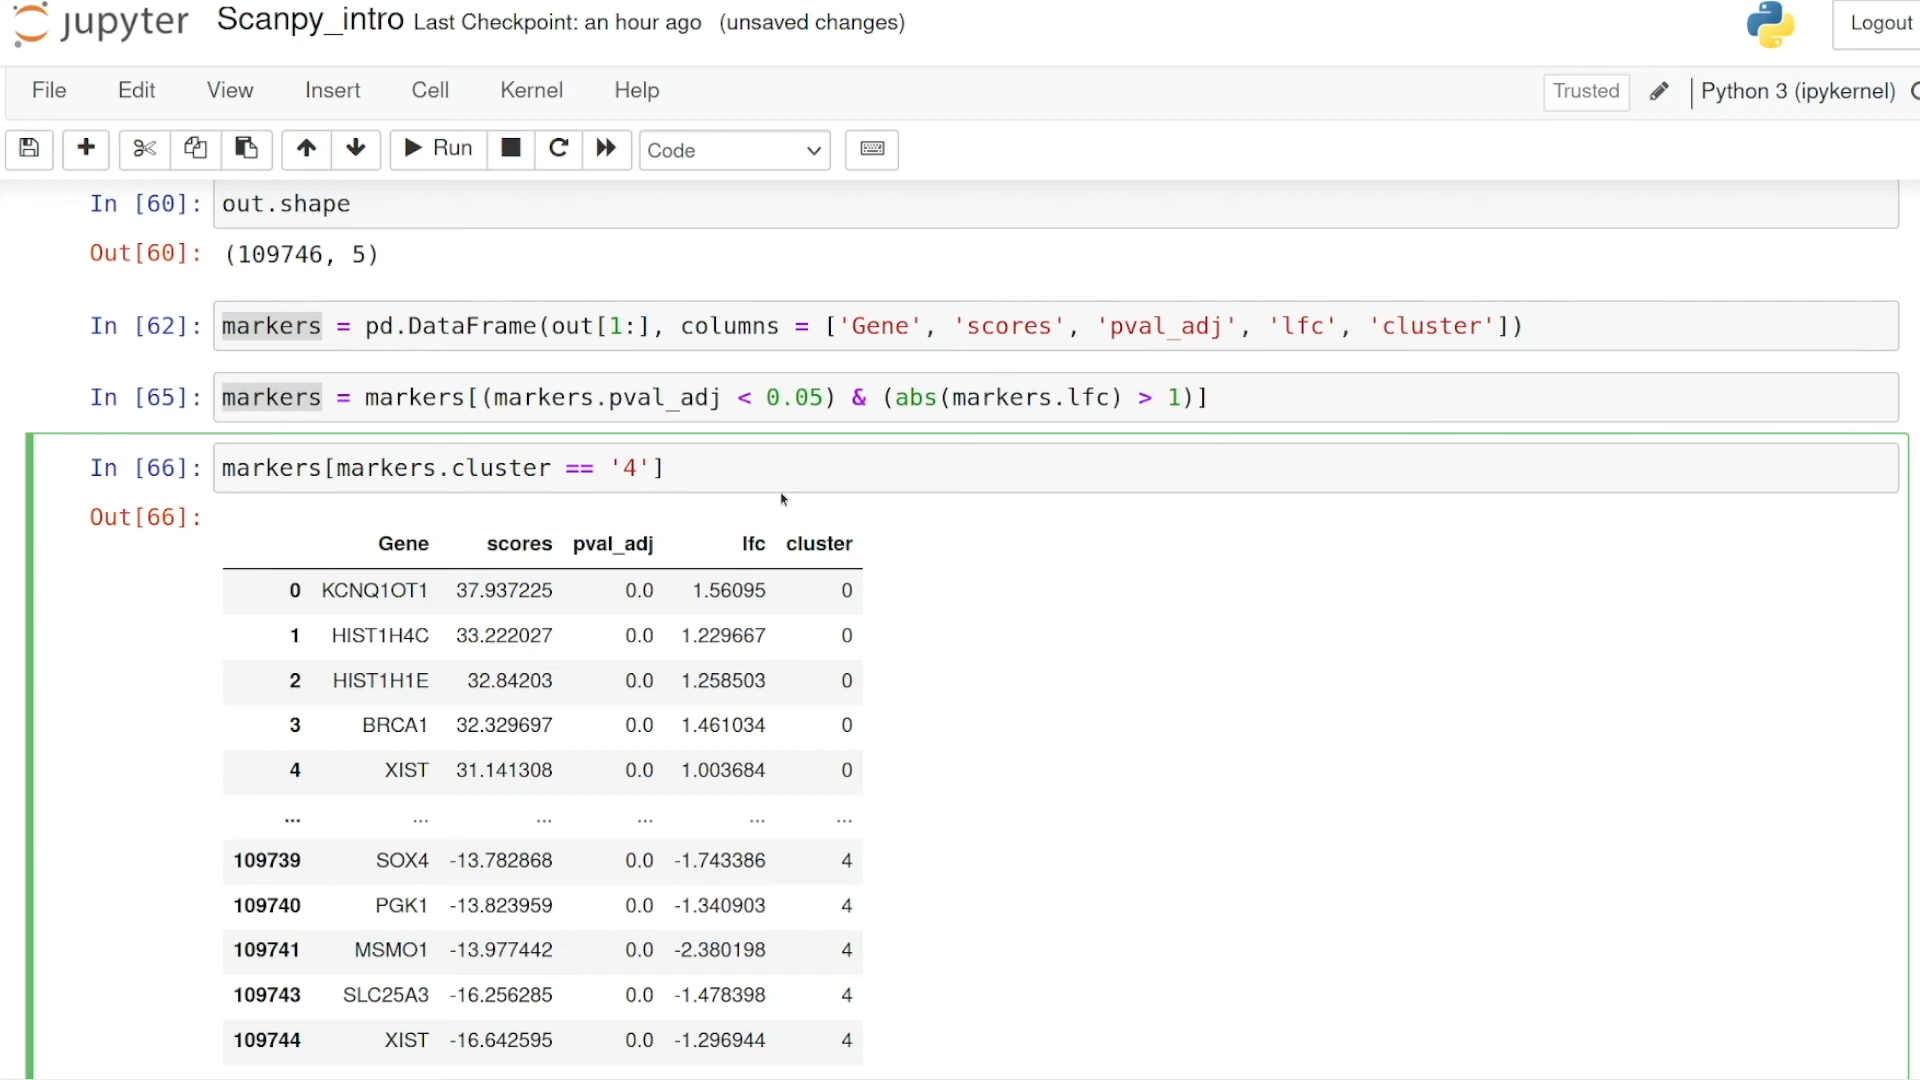 jupyter Scanpy_intro Last Checkpoint: an hour ago (unsaved changes) Logout
File Edit View Insert Cell Kernel Help Trusted Python 3 (ipykernel)
Run Code
In [60]: out.shape
Out[60]: (109746, 5)
In [62]: markers = pd.DataFrame(out[1:], columns = ['Gene', 'scores', 'pval_adj', 'lfc', 'cluster'])
In [65]: markers = markers[(markers.pval_adj < 0.05) & (abs(markers.lfc) > 1)]
In [66]: markers[markers.cluster == '4']
Out[66]:
Gene scores pval_adj lfc cluster
0 KCNQ1OT1 37.937225 0.0 1.56095 0
1 HIST1H4C 33.222027 0.0 1.229667 0
2 HIST1H1E 32.84203 0.0 1.258503 0
3 BRCA1 32.329697 0.0 1.461034 0
4 XIST 31.141308 0.0 1.003684 0
... ... ... ... ... ...
109739 SOX4 -13.782868 0.0 -1.743386 4
109740 PGK1 -13.823959 0.0 -1.340903 4
109741 MSMO1 -13.977442 0.0 -2.380198 4
109743 SLC25A3 -16.256285 0.0 -1.478398 4
109744 XIST -16.642595 0.0 -1.296944 4